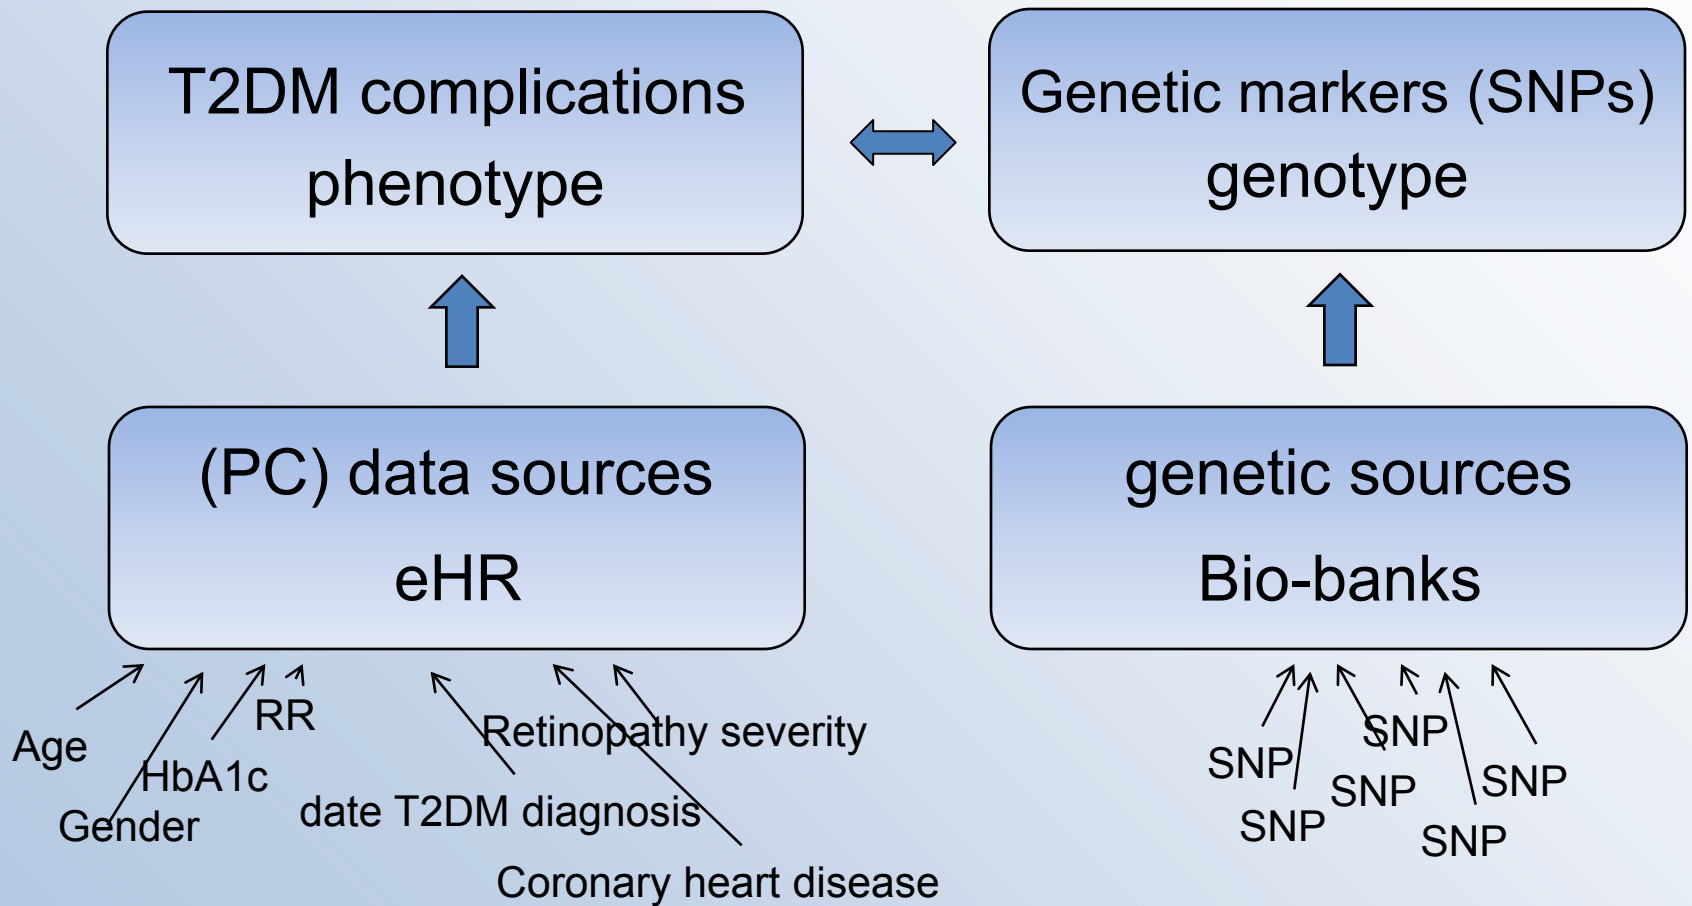 T2DM complications
phenotype
Genetic markers (SNPs)
genotype
(PC) data sources
eHR
genetic sources
Bio-banks
Age
Gender
HbA1c
RR
date T2DM diagnosis
Retinopathy severity
Coronary heart disease
SNP
SNP
SNP
SNP
SNP
SNP